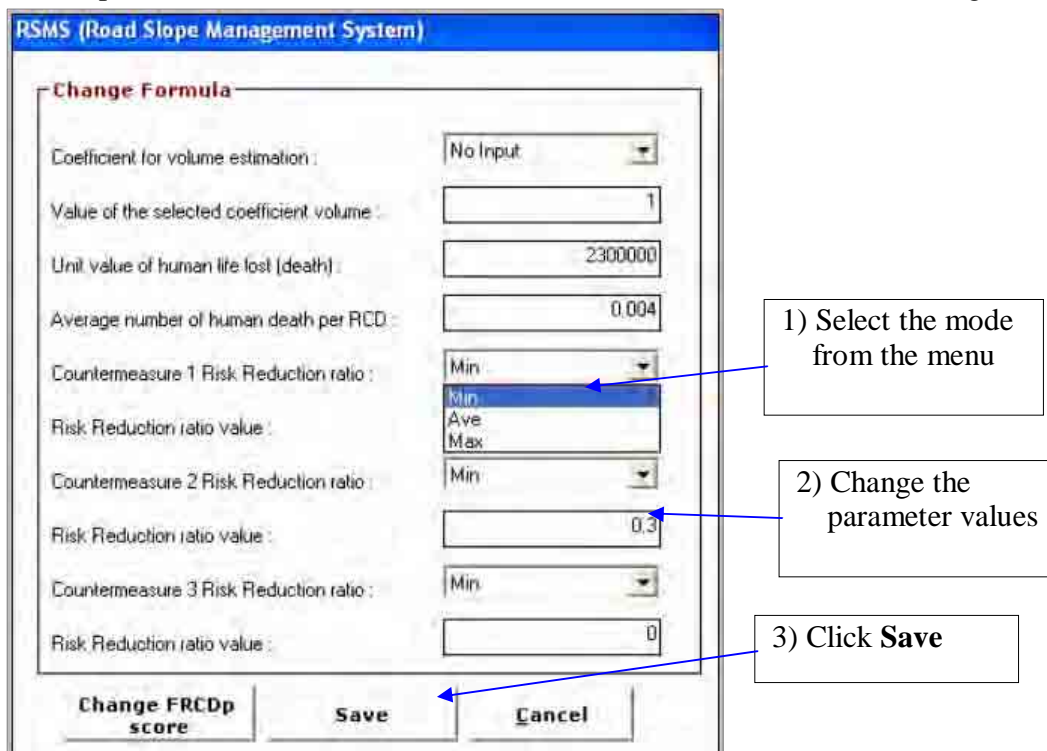 RSMS (Road Slope Management System)
Change Formula
Coefficient for volume estimation : No Input
Value of the selected coefficient volume : 1
Unit value of human life lost (death) : 2300000
Average number of human death per RCD : 0.004
Countermeasure 1 Risk Reduction ratio : Min
Min
Ave
Max
Risk Reduction ratio value :
Countermeasure 2 Risk Reduction ratio : Min
Risk Reduction ratio value : 0.3
Countermeasure 3 Risk Reduction ratio : Min
Risk Reduction ratio value : 0
Change FRCDp
score
Save
Cancel
1) Select the mode
from the menu
2) Change the
parameter values
3) Click Save